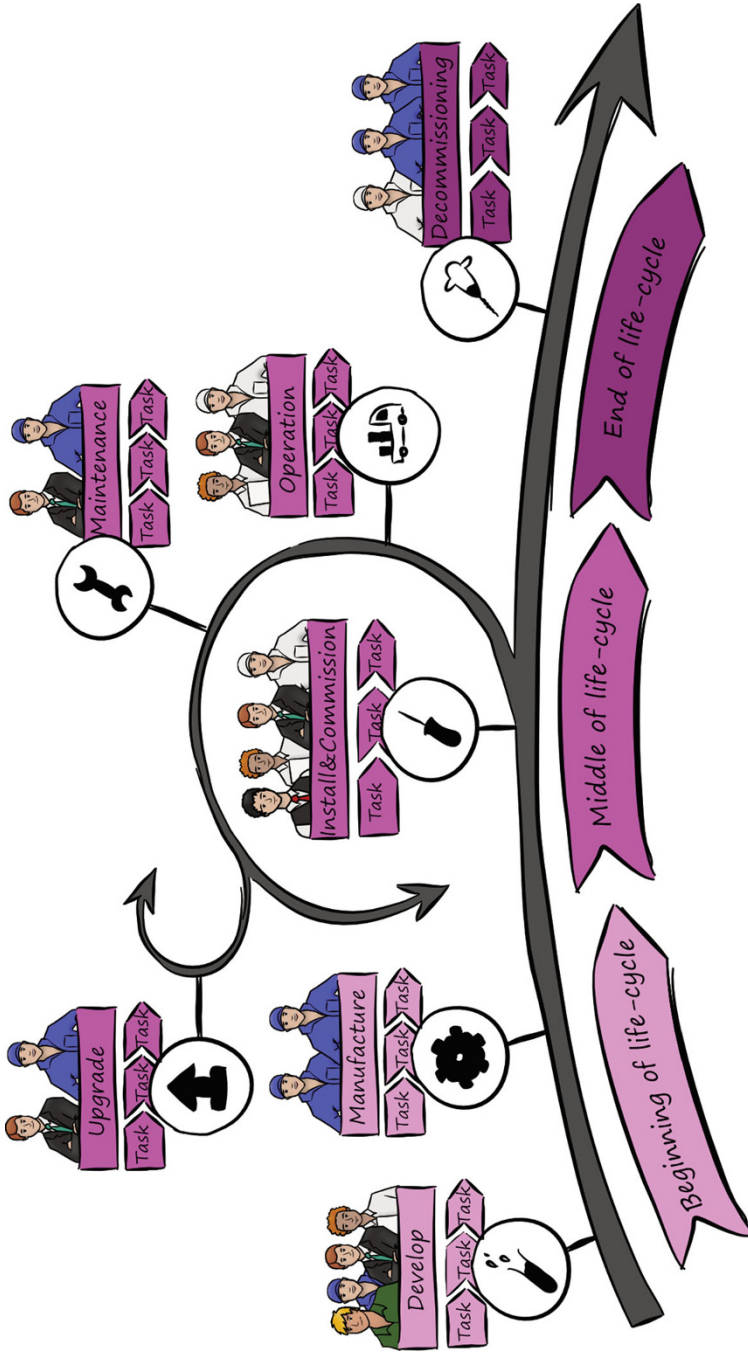 Develop
Task
Task
Task
Manufacture
Task
Task
Task
Upgrade
Task
Task
Task
Install&Commission
Task
Task
Task
Maintenance
Task
Task
Task
Operation
Task
Task
Task
Decommissioning
Task
Task
Task
Beginning of life-cycle
Middle of life-cycle
End of life-cycle